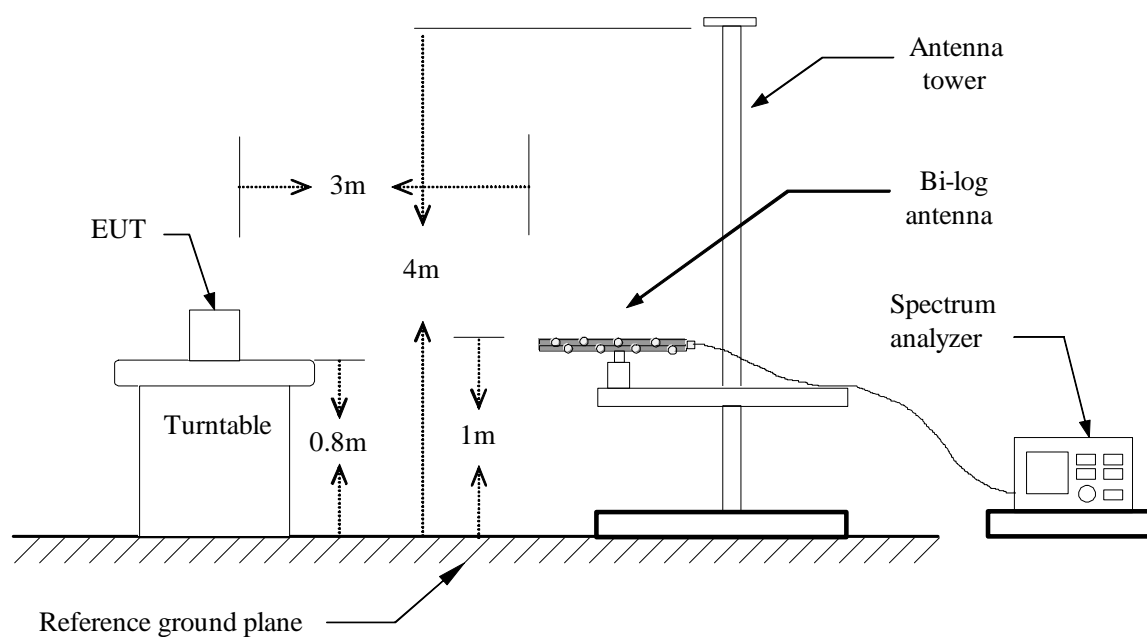 Antenna
tower
3m
Bi-log
antenna
EUT
4m
Spectrum
analyzer
Turntable
0.8m
1m
Reference ground plane